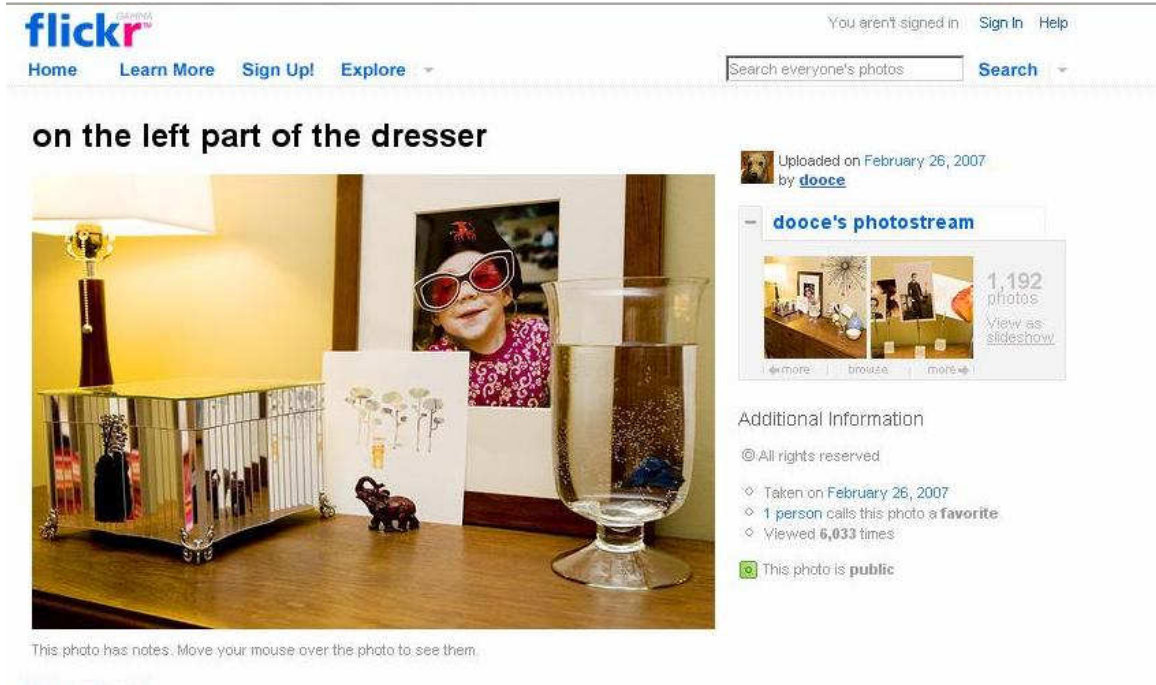 flickr GAMMA™
You aren't signed in Sign In Help
Home Learn More Sign Up! Explore
Search everyone's photos Search
on the left part of the dresser
Uploaded on February 26, 2007
by dooce
dooce's photostream
1,192
photos
View as
slideshow
more browse more
Additional Information
© All rights reserved
Taken on February 26, 2007
1 person calls this photo a favorite
Viewed 6,033 times
This photo is public
This photo has notes. Move your mouse over the photo to see them.